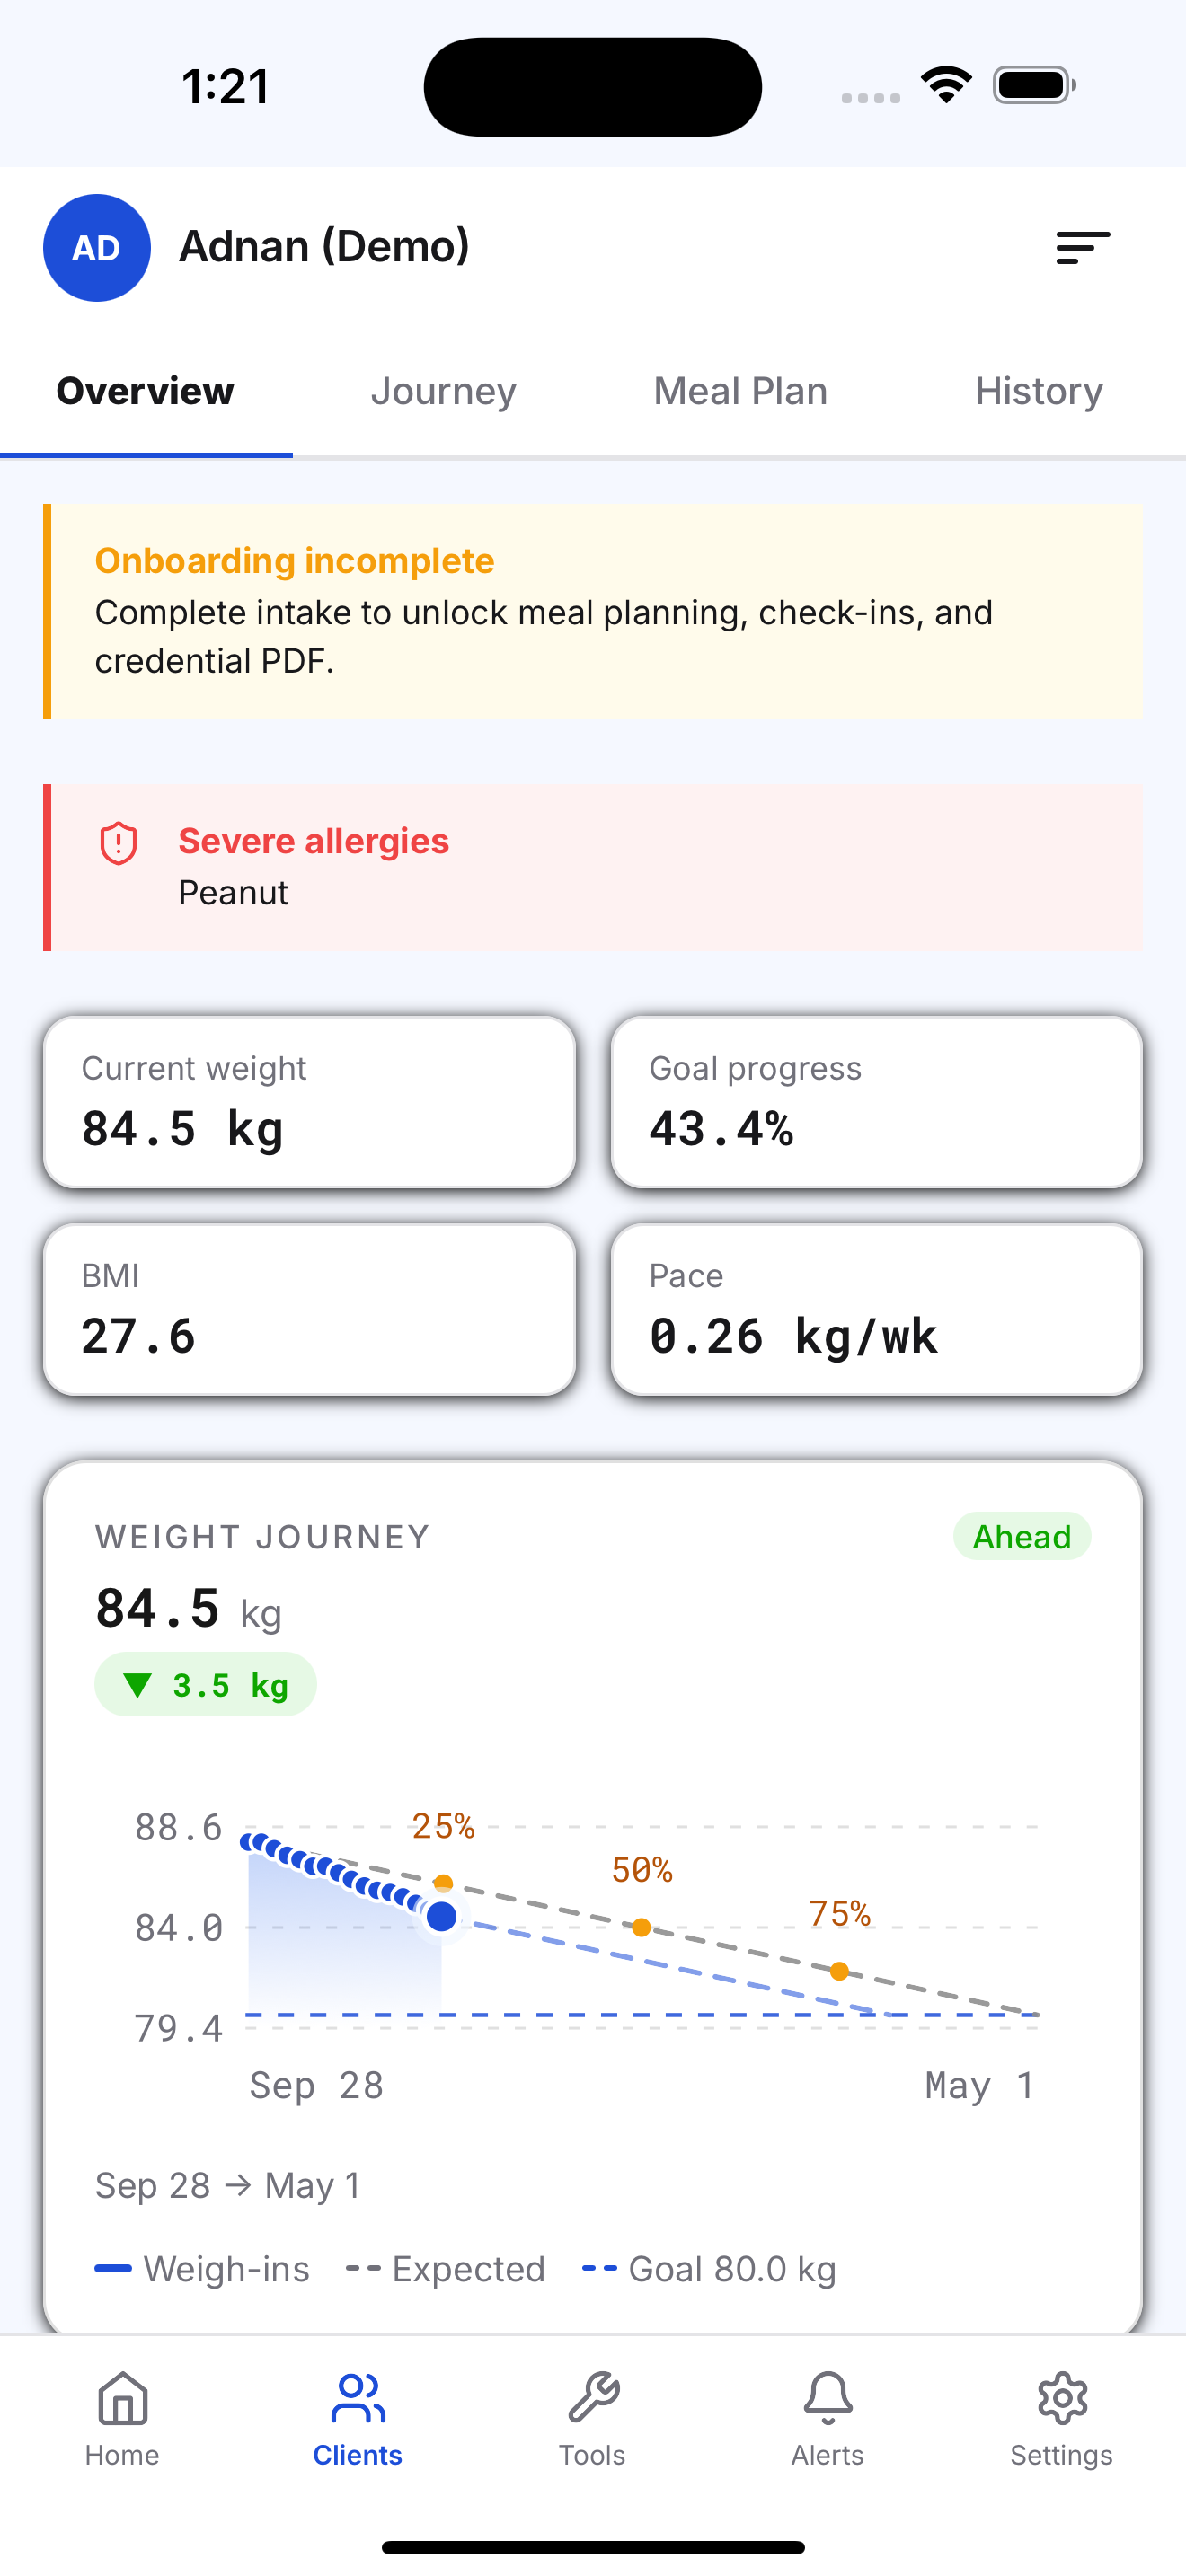 1:21
AD
Adnan (Demo)
Overview
Journey
Meal Plan
History
Onboarding incomplete
Complete intake to unlock meal planning, check-ins, and
credential PDF.
Severe allergies
Peanut
Current weight
84.5 kg
Goal progress
43.4%
BMI
27.6
Pace
0.26 kg/wk
WEIGHT JOURNEY
Ahead
84.5 kg
▼ 3.5 kg
88.6
25%
50%
75%
84.0
79.4
Sep 28
May 1
Sep 28 → May 1
Weigh-ins
Expected
Goal 80.0 kg
Home
Clients
Tools
Alerts
Settings